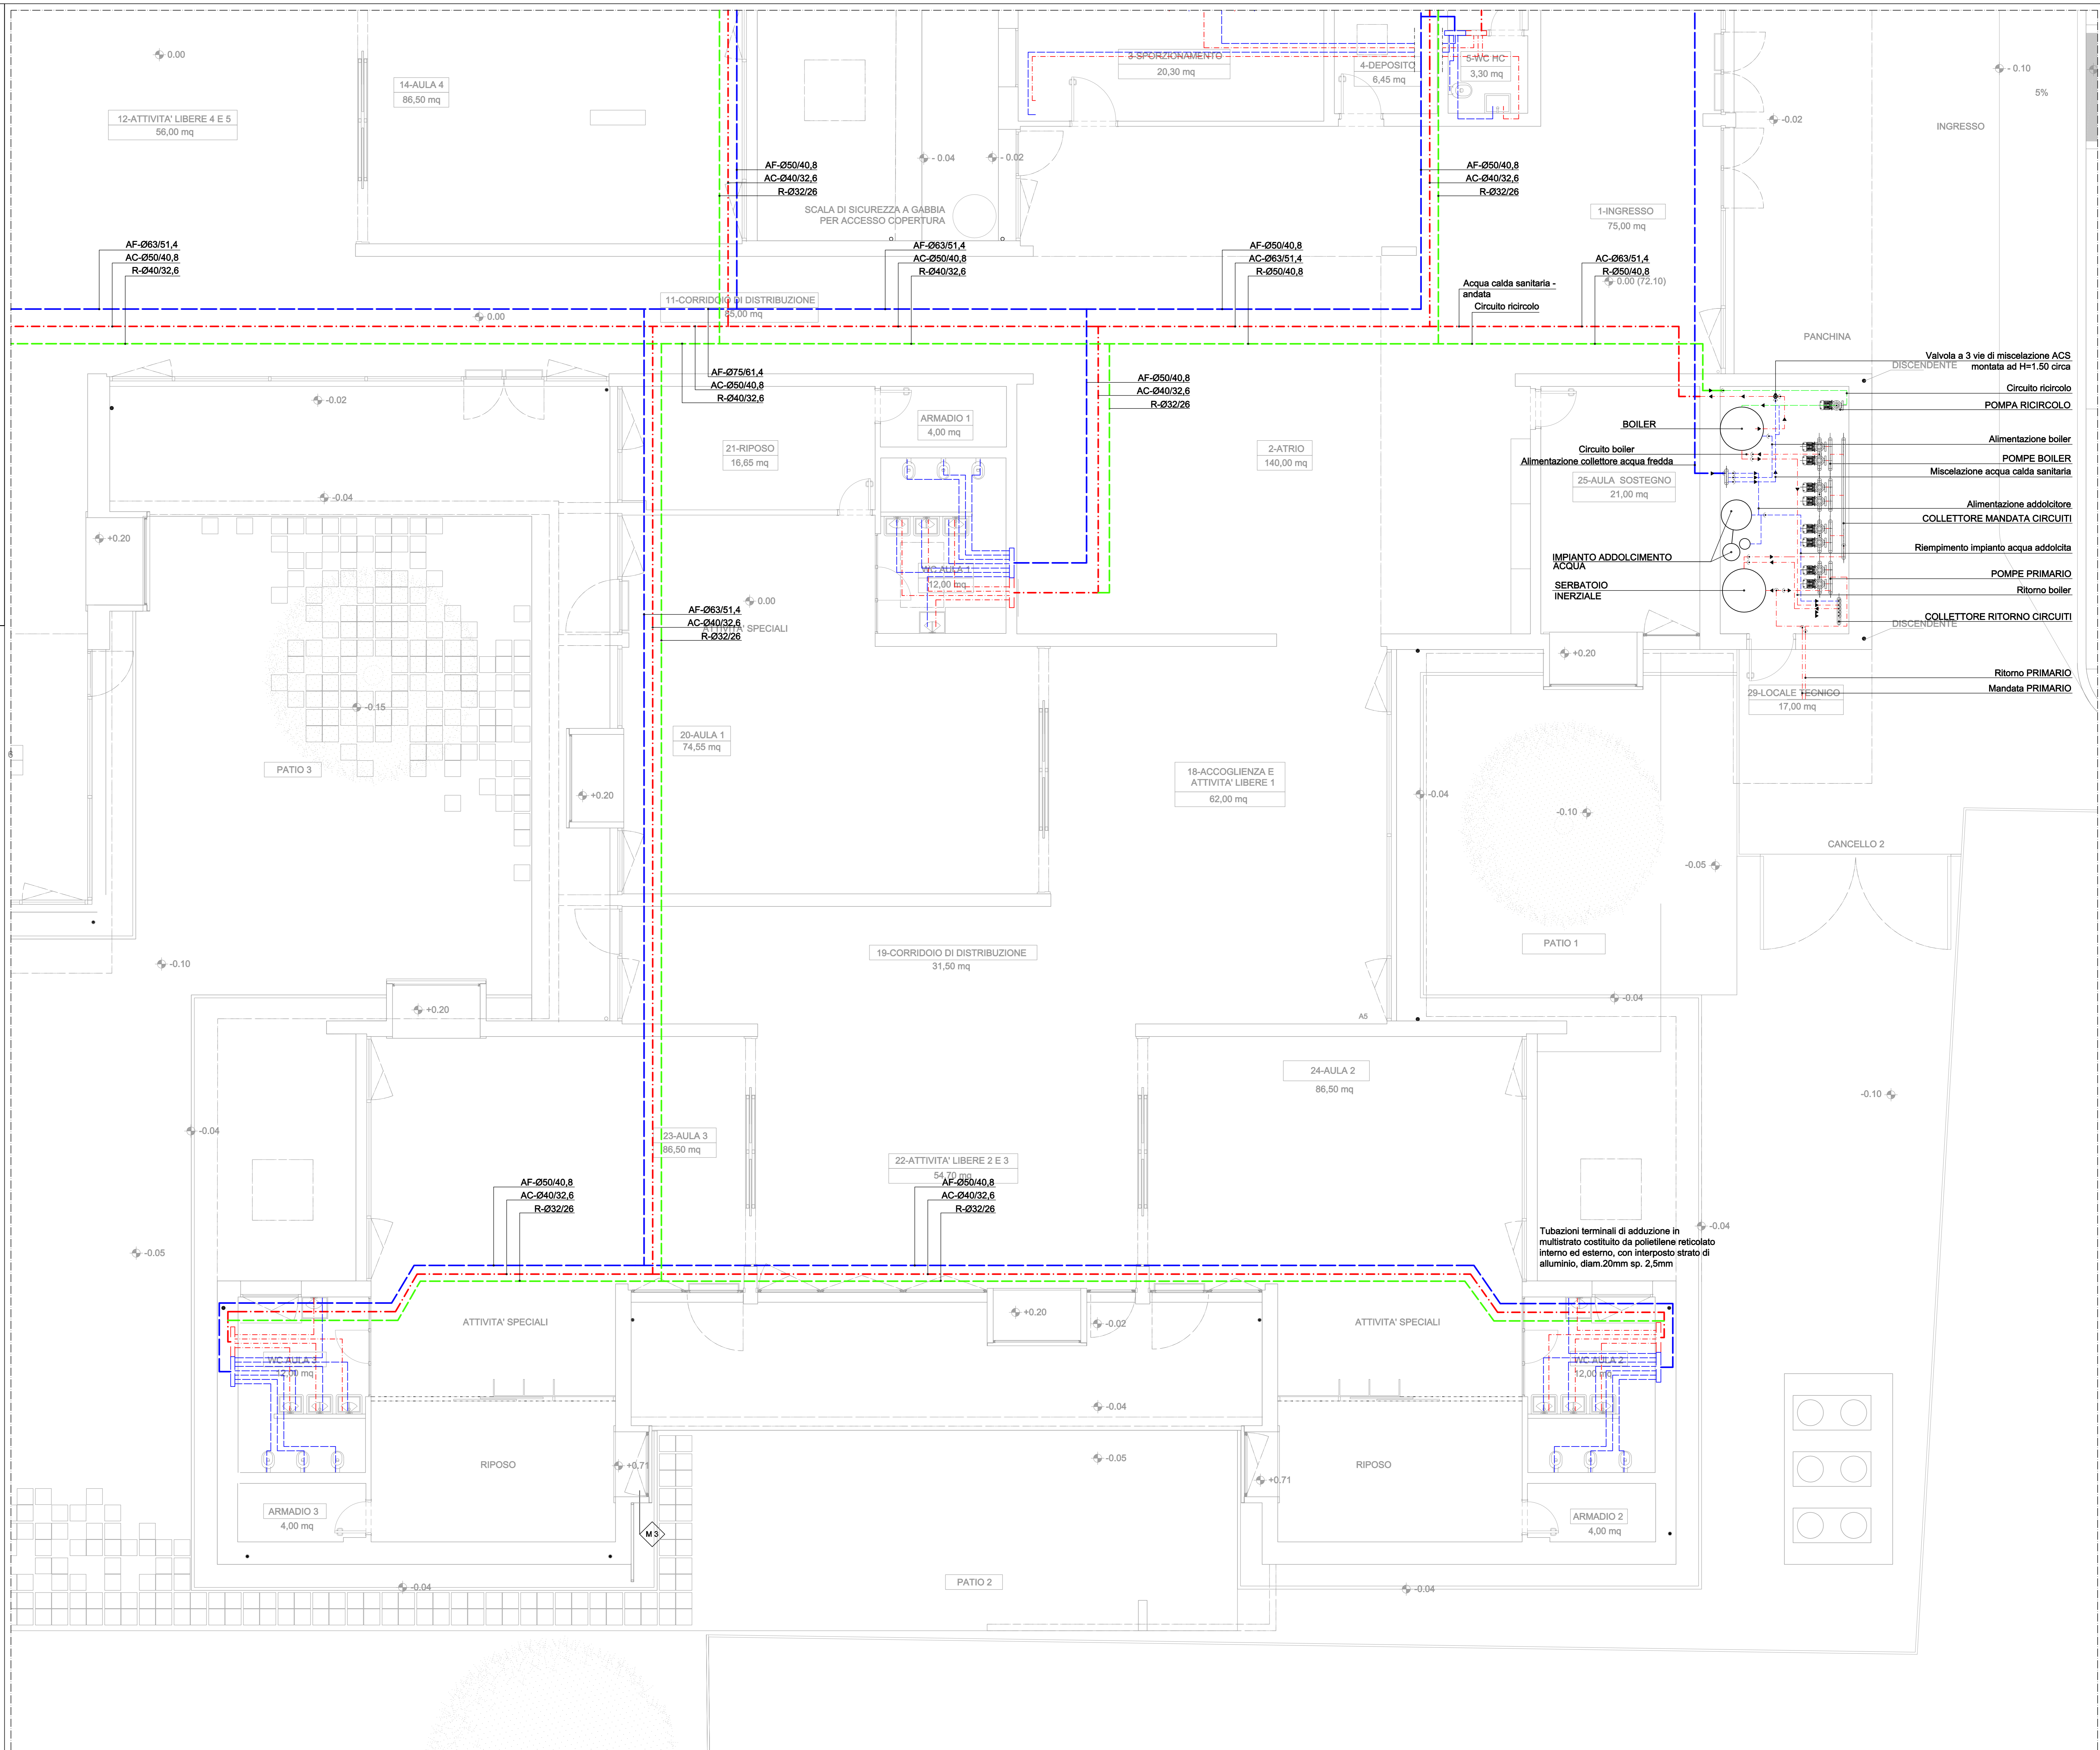 0.00
12-ATTIVITA' LIBERE 4 E 5
56,00 mq
14-AULA 4
86,50 mq
3-SPORZIONAMENTO
20,30 mq
4-DEPOSITO
6,45 mq
5-WC HC
3,30 mq
- 0.10
5%
INGRESSO
-0.02
- 0.04
- 0.02
AF-Ø50/40,8
AC-Ø40/32,6
R-Ø32/26
AF-Ø50/40,8
AC-Ø40/32,6
R-Ø32/26
SCALA DI SICUREZZA A GABBIA
PER ACCESSO COPERTURA
1-INGRESSO
75,00 mq
AF-Ø63/51,4
AC-Ø50/40,8
R-Ø40/32,6
AF-Ø63/51,4
AC-Ø50/40,8
R-Ø40/32,6
AF-Ø50/40,8
AC-Ø63/51,4
R-Ø50/40,8
AC-Ø63/51,4
R-Ø50/40,8
0.00 (72.10)
Acqua calda sanitaria -
andata
Circuito ricircolo
11-CORRIDOIO DI DISTRIBUZIONE
85,00 mq
0.00
PANCHINA
Valvola a 3 vie di miscelazione ACS
montata ad H=1.50 circa
DISCENDENTE
Circuito ricircolo
POMPA RICIRCOLO
AF-Ø75/61,4
AC-Ø50/40,8
R-Ø40/32,6
AF-Ø50/40,8
AC-Ø40/32,6
R-Ø32/26
-0.02
ARMADIO 1
4,00 mq
21-RIPOSO
16,65 mq
2-ATRIO
140,00 mq
BOILER
Circuito boiler
Alimentazione collettore acqua fredda
25-AULA SOSTEGNO
21,00 mq
Alimentazione boiler
POMPE BOILER
Miscelazione acqua calda sanitaria
Alimentazione addolcitore
COLLETTORE MANDATA CIRCUITI
Riempimento impianto acqua addolcita
POMPE PRIMARIO
Ritorno boiler
COLLETTORE RITORNO CIRCUITI
DISCENDENTE
-0.04
+0.20
IMPIANTO ADDOLCIMENTO
ACQUA
SERBATOIO
INERZIALE
WC-AULA 1
12,00 mq
0.00
AF-Ø63/51,4
AC-Ø40/32,6
ATTIVITA' SPECIALI
R-Ø32/26
+0.20
Ritorno PRIMARIO
Mandata PRIMARIO
29-LOCALE TECNICO
17,00 mq
-0.15
20-AULA 1
74,55 mq
PATIO 3
+0.20
18-ACCOGLIENZA E
ATTIVITA' LIBERE 1
62,00 mq
-0.04
-0.10
CANCELLO 2
-0.05
PATIO 1
19-CORRIDOIO DI DISTRIBUZIONE
31,50 mq
-0.10
-0.04
+0.20
A5
24-AULA 2
86,50 mq
-0.10
-0.04
23-AULA 3
86,50 mq
22-ATTIVITA' LIBERE 2 E 3
54,70 mq
AF-Ø50/40,8
AC-Ø40/32,6
R-Ø32/26
AF-Ø50/40,8
AC-Ø40/32,6
R-Ø32/26
-0.04
-0.05
Tubazioni terminali di adduzione in
multistrato costituito da polietilene reticolato
interno ed esterno, con interposto strato di
alluminio, diam.20mm sp. 2,5mm
ATTIVITA' SPECIALI
+0.20
-0.02
ATTIVITA' SPECIALI
WC-AULA 3
12,00 mq
WC-AULA 2
12,00 mq
-0.04
RIPOSO
+0.71
-0.05
+0.71
RIPOSO
ARMADIO 3
4,00 mq
M 3
ARMADIO 2
4,00 mq
PATIO 2
-0.04
-0.04